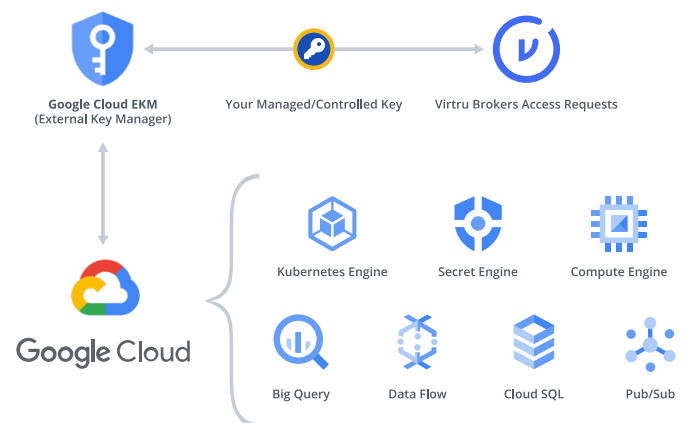 Google Cloud EKM
(External Key Manager)
Your Managed/Controlled Key
Virtru Brokers Access Requests
Kubernetes Engine
Secret Engine
Compute Engine
Google Cloud
Big Query
Data Flow
Cloud SQL
Pub/Sub